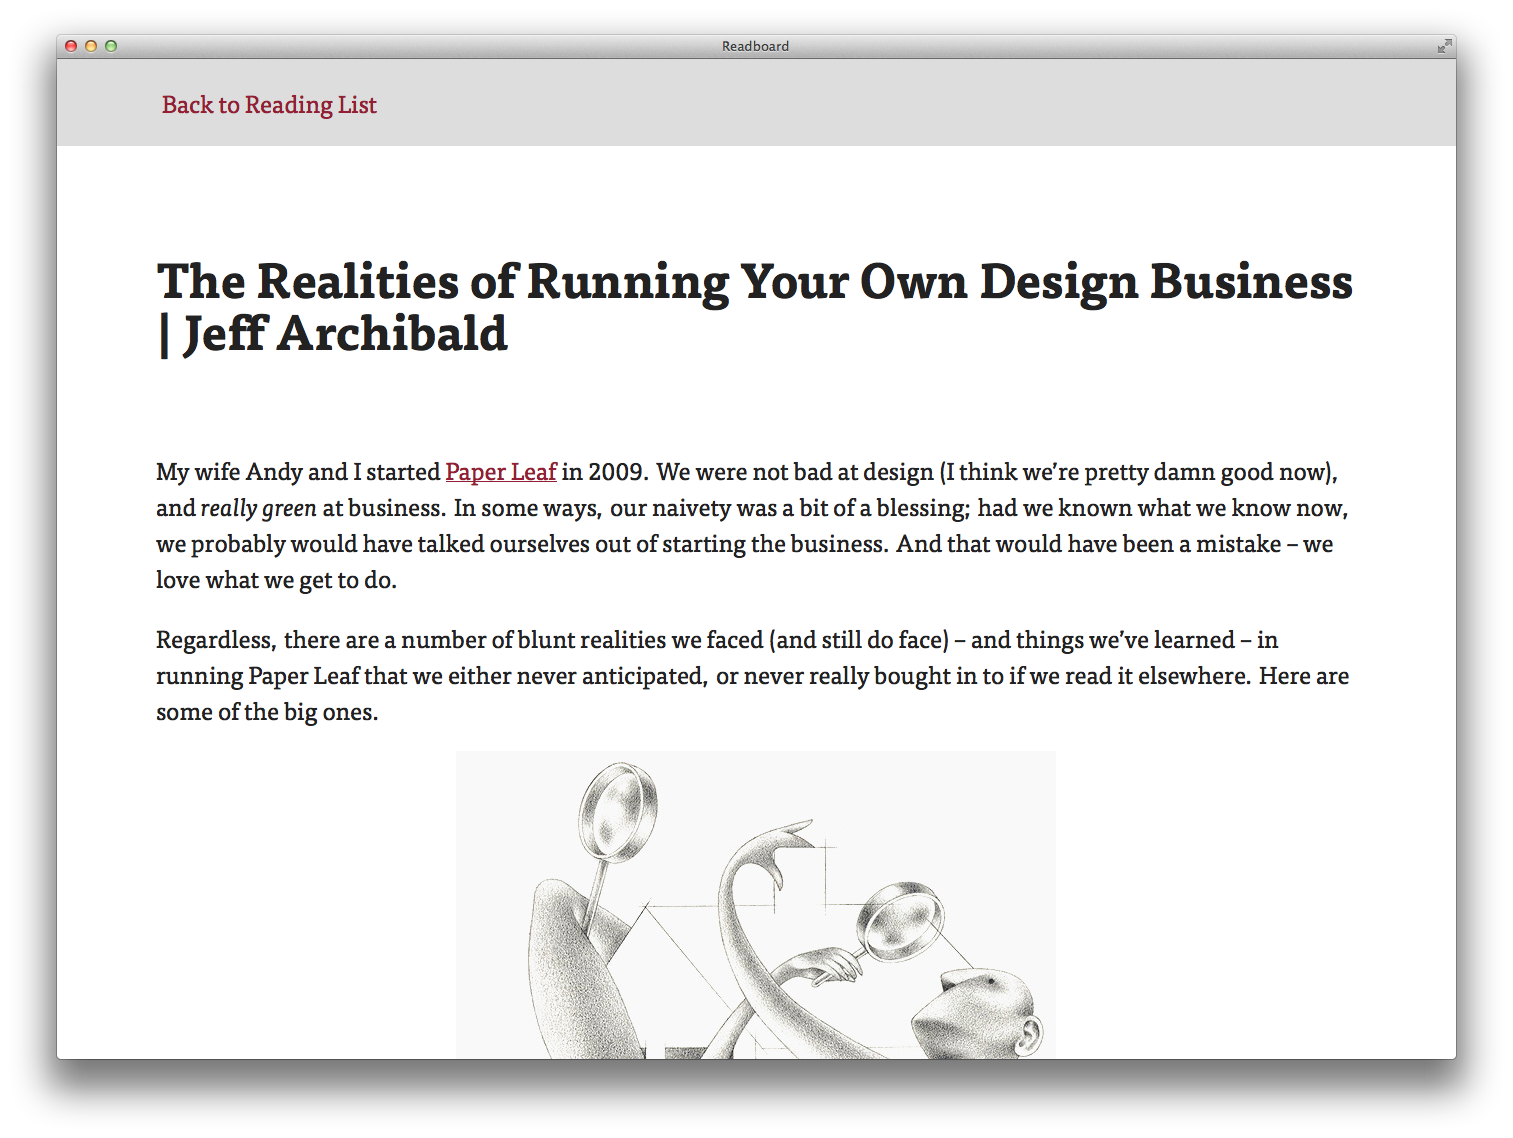 Readboard
Back to Reading List
The Realities of Running Your Own Design Business
| Jeff Archibald
My wife Andy and I started Paper Leaf in 2009. We were not bad at design (I think we’re pretty damn good now),
and really green at business. In some ways, our naivety was a bit of a blessing; had we known what we know now,
we probably would have talked ourselves out of starting the business. And that would have been a mistake – we
love what we get to do.
Regardless, there are a number of blunt realities we faced (and still do face) – and things we’ve learned – in
running Paper Leaf that we either never anticipated, or never really bought in to if we read it elsewhere. Here are
some of the big ones.